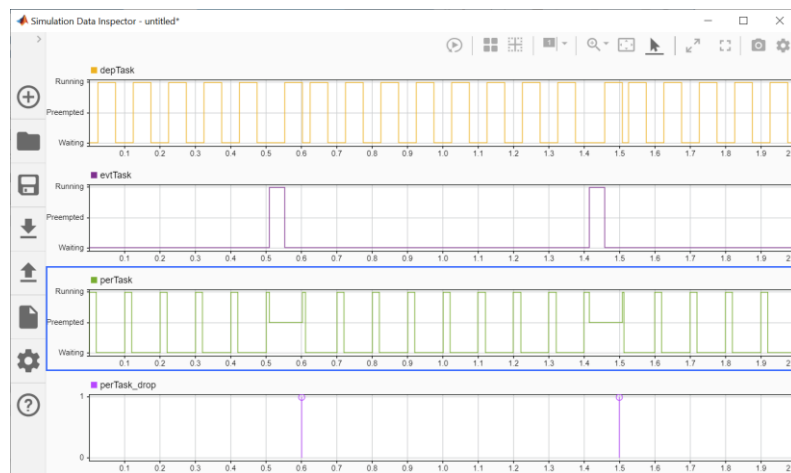 Simulation Data Inspector - untitled*
1
depTask
Running
Preempted
Waiting
0.1 0.2 0.3 0.4 0.5 0.6 0.7 0.8 0.9 1.0 1.1 1.2 1.3 1.4 1.5 1.6 1.7 1.8 1.9 2
evtTask
Running
Preempted
Waiting
0.1 0.2 0.3 0.4 0.5 0.6 0.7 0.8 0.9 1.0 1.1 1.2 1.3 1.4 1.5 1.6 1.7 1.8 1.9 2
perTask
Running
Preempted
Waiting
0.1 0.2 0.3 0.4 0.5 0.6 0.7 0.8 0.9 1.0 1.1 1.2 1.3 1.4 1.5 1.6 1.7 1.8 1.9 2
perTask_drop
1
0
0.1 0.2 0.3 0.4 0.5 0.6 0.7 0.8 0.9 1.0 1.1 1.2 1.3 1.4 1.5 1.6 1.7 1.8 1.9 2